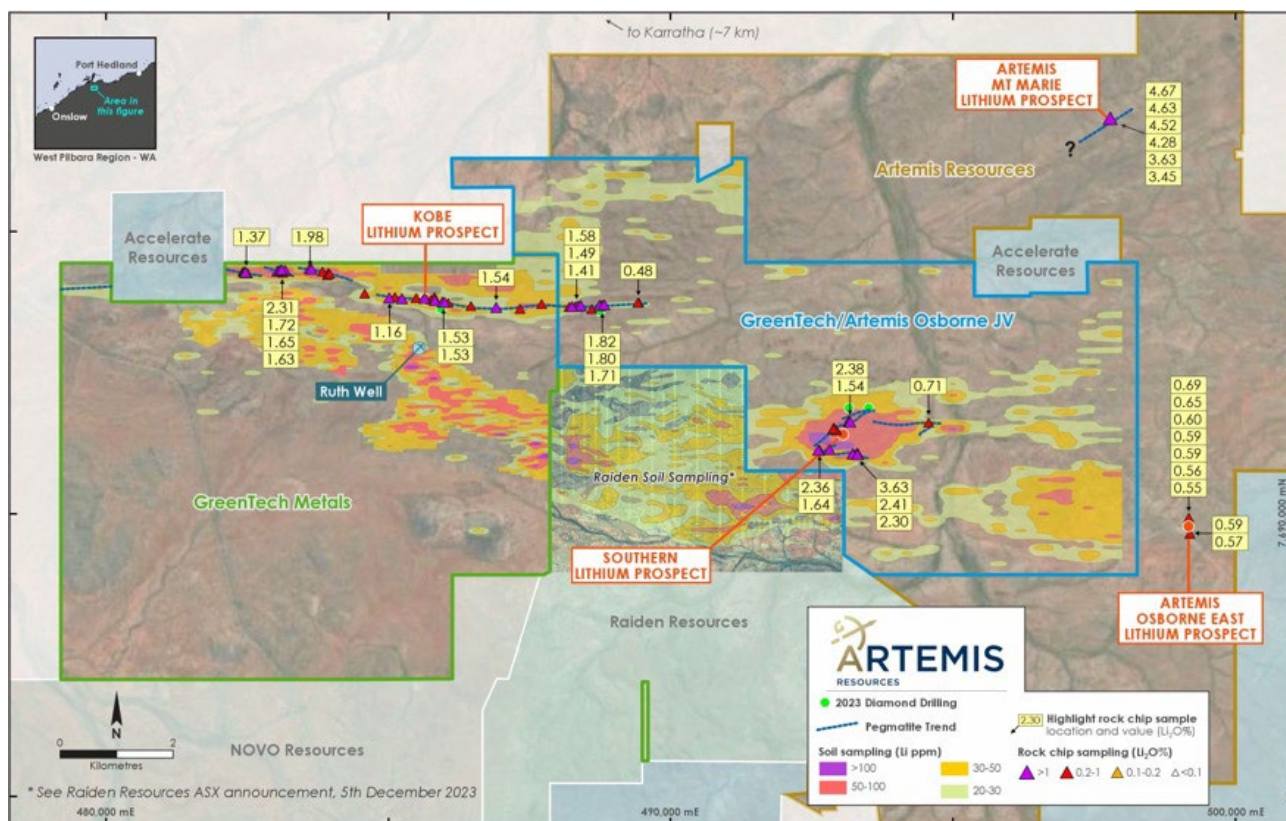 to Karratha (~7 km)
Port Hedland
Area in
this figure
Onslow
West Pilbara Region - WA
ARTEMIS
MT MARIE
LITHIUM PROSPECT
4.67
4.63
4.52
4.28
3.63
3.45
?
Artemis Resources
Accelerate
Resources
KOBE
LITHIUM PROSPECT
1.37
1.98
1.58
1.49
1.41
0.48
1.54
Accelerate
Resources
GreenTech/Artemis Osborne JV
2.31
1.72
1.65
1.63
1.16
1.53
1.53
1.82
1.80
1.71
Ruth Well
2.38
1.54
0.71
0.69
0.65
0.60
0.59
0.59
0.56
0.55
Raiden Soil Sampling*
GreenTech Metals
2.36
1.64
3.63
2.41
2.30
0.59
0.57
7,690,000 mN
SOUTHERN
LITHIUM PROSPECT
ARTEMIS
OSBORNE EAST
LITHIUM PROSPECT
Raiden Resources
ARTEMIS
RESOURCES
2023 Diamond Drilling
Pegmatite Trend
2.30 Highlight rock chip sample
location and value (Li₂O%)
Soil sampling (Li ppm)
>100
50-100
30-50
20-30
Rock chip sampling (Li₂O%)
>1 0.2-1 0.1-0.2 <0.1
N
0 2
Kilometres
NOVO Resources
* See Raiden Resources ASX announcement, 5th December 2023
480,000 mE
490,000 mE
500,000 mE